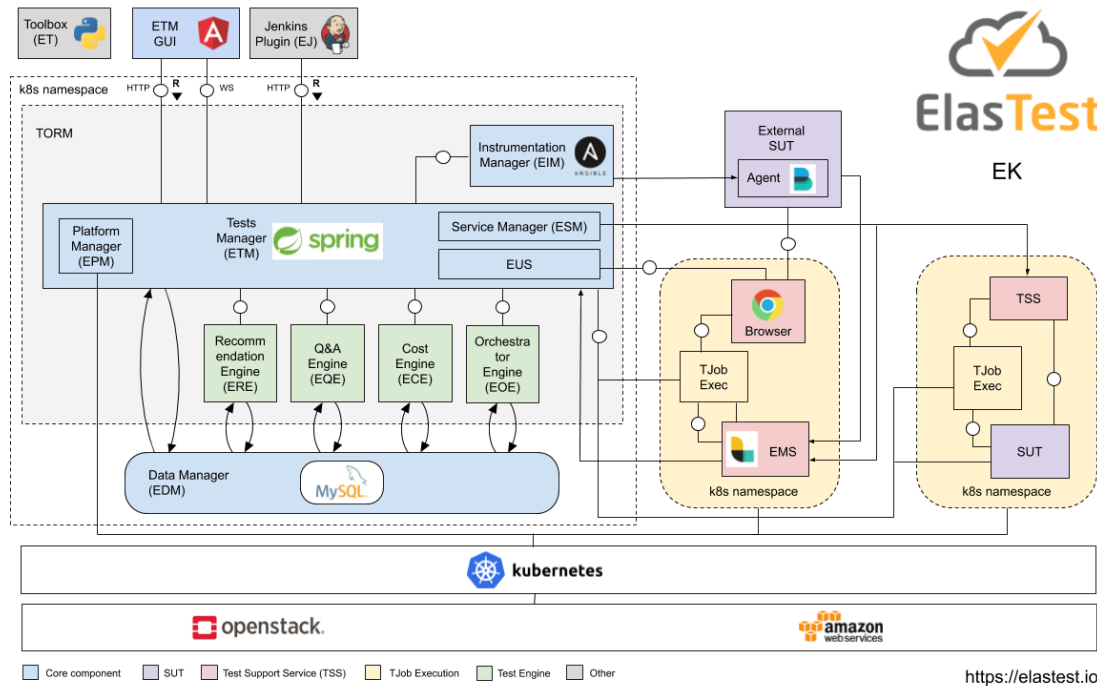 Toolbox
(ET)
ETM
GUI
Jenkins
Plugin (EJ)
k8s namespace
HTTP
R
WS
HTTP
R
ElasTest
EK
TORM
Instrumentation
Manager (EIM)
ANSIBLE
External
SUT
Agent
Platform
Manager
(EPM)
Tests
Manager
(ETM)
spring
Service Manager (ESM)
EUS
Browser
TSS
Recomm
endation
Engine
(ERE)
Q&A
Engine
(EQE)
Cost
Engine
(ECE)
Orchestra
tor Engine
(EOE)
TJob
Exec
TJob
Exec
EMS
SUT
Data Manager
(EDM)
MySQL
k8s namespace
k8s namespace
kubernetes
openstack.
amazon
webservices
Core component
SUT
Test Support Service (TSS)
TJob Execution
Test Engine
Other
https://elastest.io